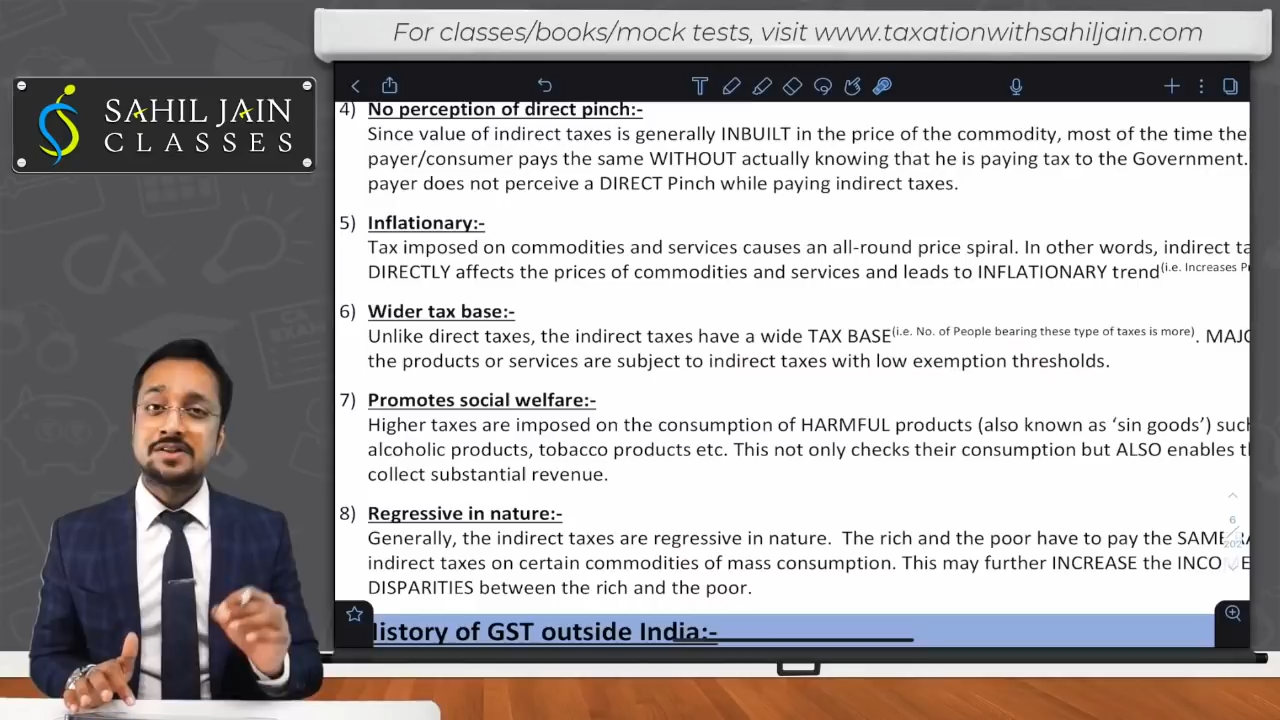 For classes/books/mock tests, visit www.taxationwithsahiljain.com
SAHIL JAIN
CLASSES
4) No perception of direct pinch:-
Since value of indirect taxes is generally INBUILT in the price of the commodity, most of the time the
payer/consumer pays the same WITHOUT actually knowing that he is paying tax to the Government.
payer does not perceive a DIRECT Pinch while paying indirect taxes.
5) Inflationary:-
Tax imposed on commodities and services causes an all-round price spiral. In other words, indirect
DIRECTLY affects the prices of commodities and services and leads to INFLATIONARY trend(i.e. Increases
6) Wider tax base:-
Unlike direct taxes, the indirect taxes have a wide TAX BASE(i.e. No. of People bearing these type of taxes is more).
the products or services are subject to indirect taxes with low exemption thresholds.
7) Promotes social welfare:-
Higher taxes are imposed on the consumption of HARMFUL products (also known as ‘sin goods’)
alcoholic products, tobacco products etc. This not only checks their consumption but ALSO enables
collect substantial revenue.
8) Regressive in nature:-
Generally, the indirect taxes are regressive in nature. The rich and the poor have to pay the SAME
indirect taxes on certain commodities of mass consumption. This may further INCREASE the
DISPARITIES between the rich and the poor.
History of GST outside India:-
6
202